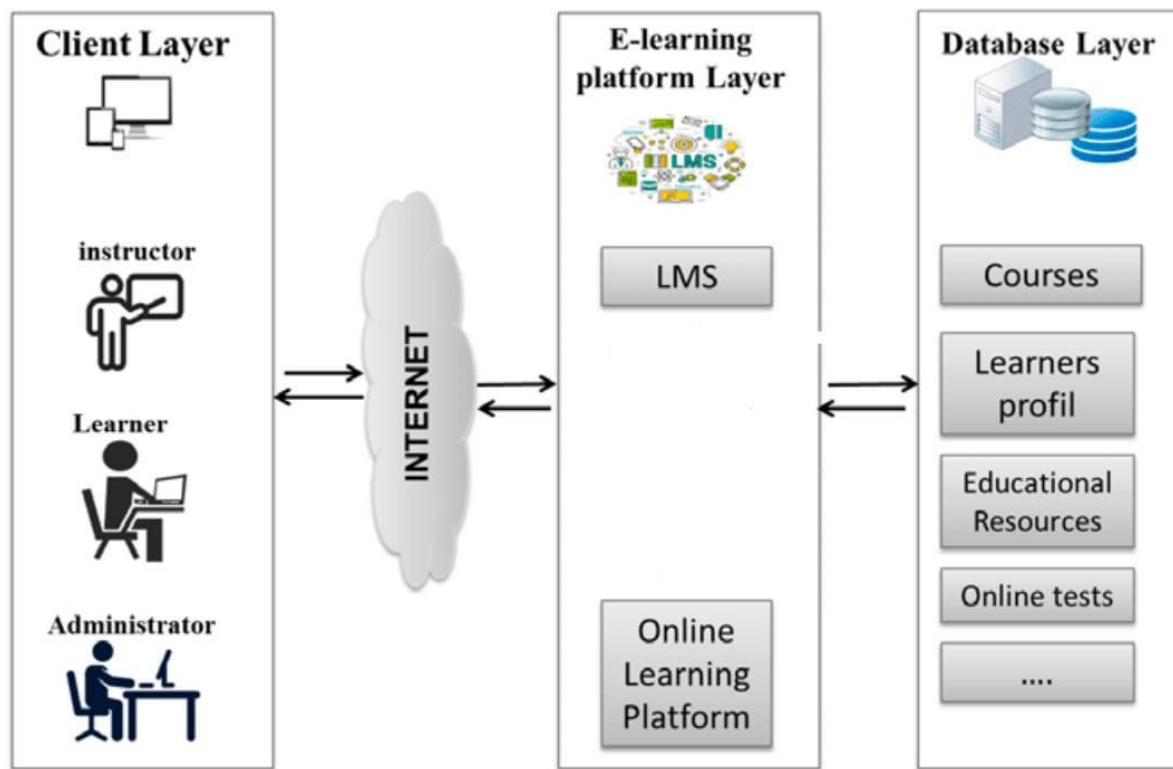 Client Layer
instructor
Learner
Administrator
INTERNET
E-learning
platform Layer
LMS
LMS
Online
Learning
Platform
Database Layer
Courses
Learners
profil
Educational
Resources
Online tests
....